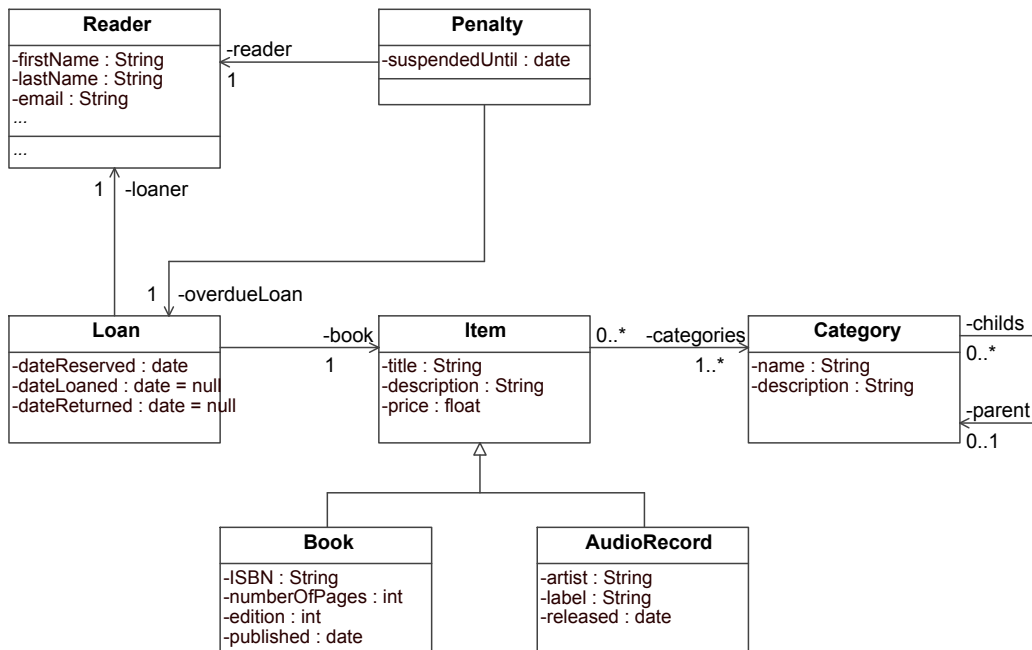 Reader
-firstName : String
-lastName : String
-email : String
...
...
Penalty
-suspendedUntil : date
-reader
1
1 -loaner
1 -overdueLoan
Loan
-dateReserved : date
-dateLoaned : date = null
-dateReturned : date = null
-book
1
Item
-title : String
-description : String
-price : float
0..* -categories
1..*
Category
-name : String
-description : String
-childs
0..*
-parent
0..1
Book
-ISBN : String
-numberOfPages : int
-edition : int
-published : date
AudioRecord
-artist : String
-label : String
-released : date